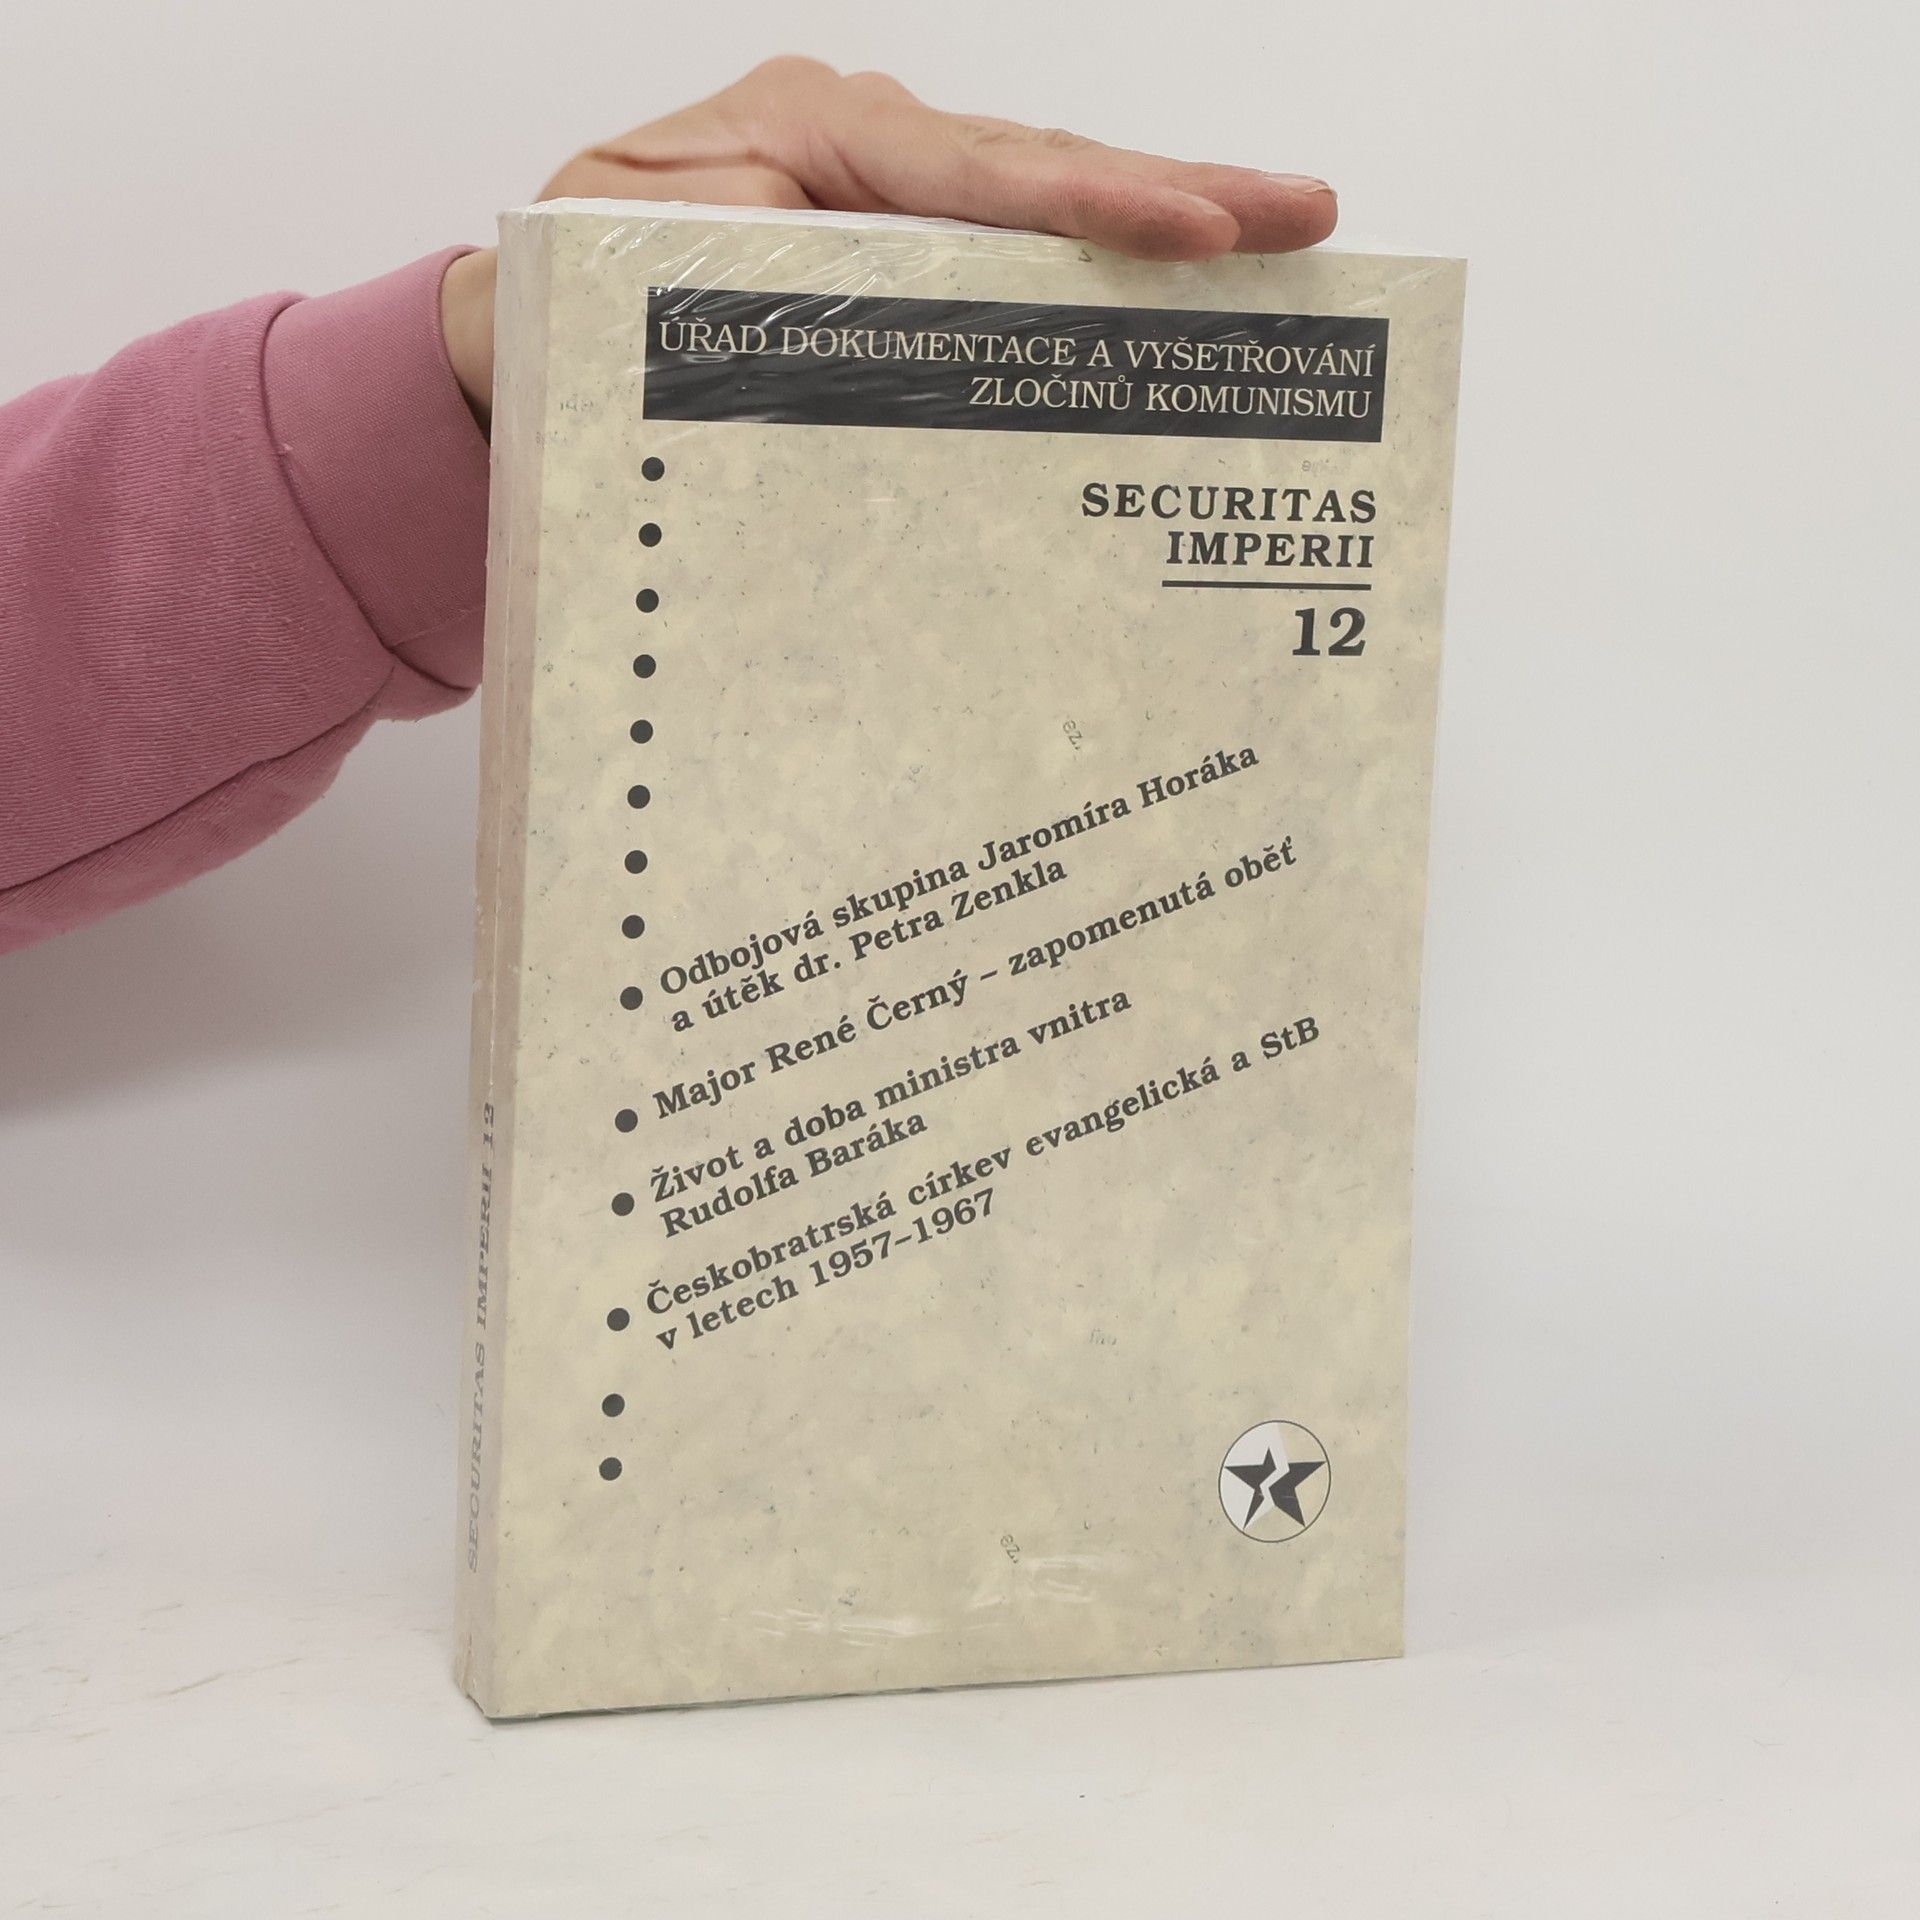 ÚŘAD DOKUMENTACE A VYŠETŘOVÁNÍ
ZLOČINŮ KOMUNISMU
SECURITAS
IMPERII
12
Odbojová skupina Jaromíra Horáka
a útěk dr. Petra Zenkla
Major René Černý – zapomenutá oběť
Život a doba ministra vnitra
Rudolfa Baráka
Českobratrská církev evangelická a StB
v letech 1957–1967
SECURITAS IMPERII 12